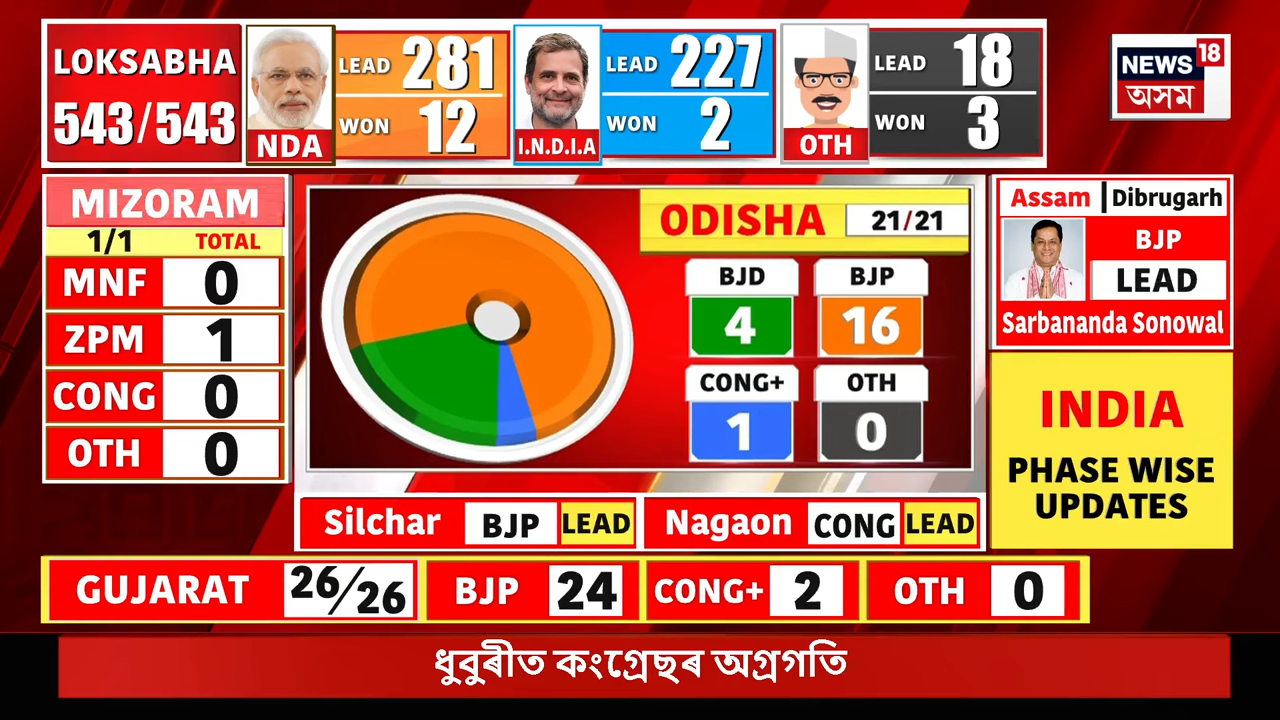 LOKSABHA
543/543
NDA
LEAD 281
WON 12
I.N.D.I.A
LEAD 227
WON 2
OTH
LEAD 18
WON 3
NEWS 18
অসম
MIZORAM
1/1 TOTAL
MNF 0
ZPM 1
CONG 0
OTH 0
ODISHA 21/21
BJD BJP
4 16
CONG+ OTH
1 0
Assam | Dibrugarh
BJP
LEAD
Sarbananda Sonowal
INDIA
PHASE WISE
UPDATES
Silchar BJP LEAD Nagaon CONG LEAD
GUJARAT 26/26 BJP 24 CONG+ 2 OTH 0
ধুবুৰীত কংগ্ৰেছৰ অগ্ৰগতি